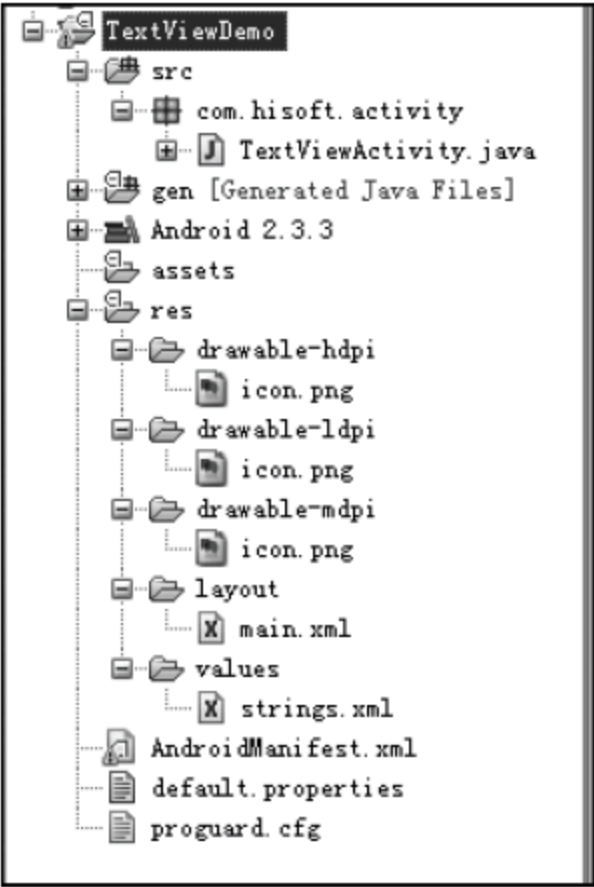 TextViewDemo
src
com.hisoft.activity
TextViewActivity.java
gen [Generated Java Files]
Android 2.3.3
assets
res
drawable-hdpi
icon.png
drawable-ldpi
icon.png
drawable-mdpi
icon.png
layout
main.xml
values
strings.xml
AndroidManifest.xml
default.properties
proguard.cfg